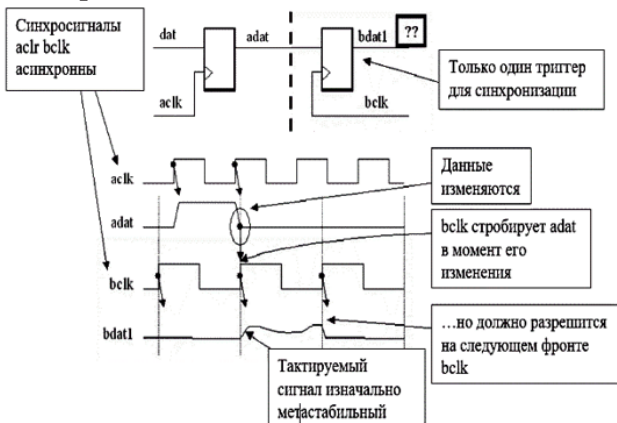 Синхросигналы
aclr bclk
асинхронны
dat
adat
bdat1
??
aclk
bclk
Только один триггер
для синхронизации
aclk
Данные
изменяются
adat
bclk стробирует adat
в момент его
изменения
bclk
bdat1
...но должно разрешится
на следующем фронте
bclk
Тактируемый
сигнал изначально
метастабильный